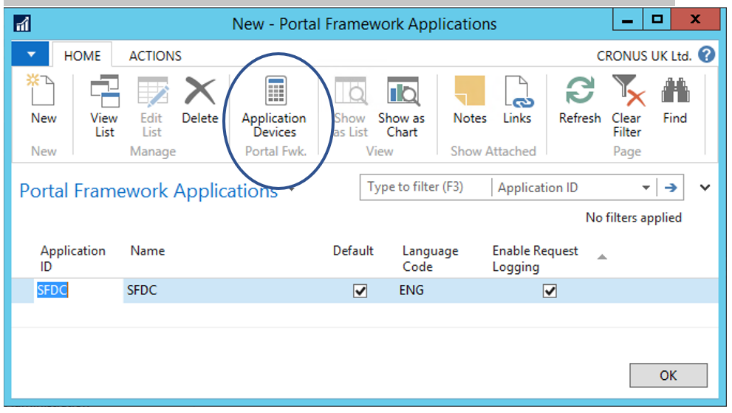 New - Portal Framework Applications
HOME ACTIONS CRONUS UK Ltd.
New View List Edit List Delete Application Devices Show as List Show as Chart Notes Links Refresh Clear Filter Find
New Manage Portal Fwk. View Show Attached Page
Portal Framework Applications
Type to filter (F3) Application ID
No filters applied
Application ID Name Default Language Code Enable Request Logging
SFDC SFDC ENG
OK